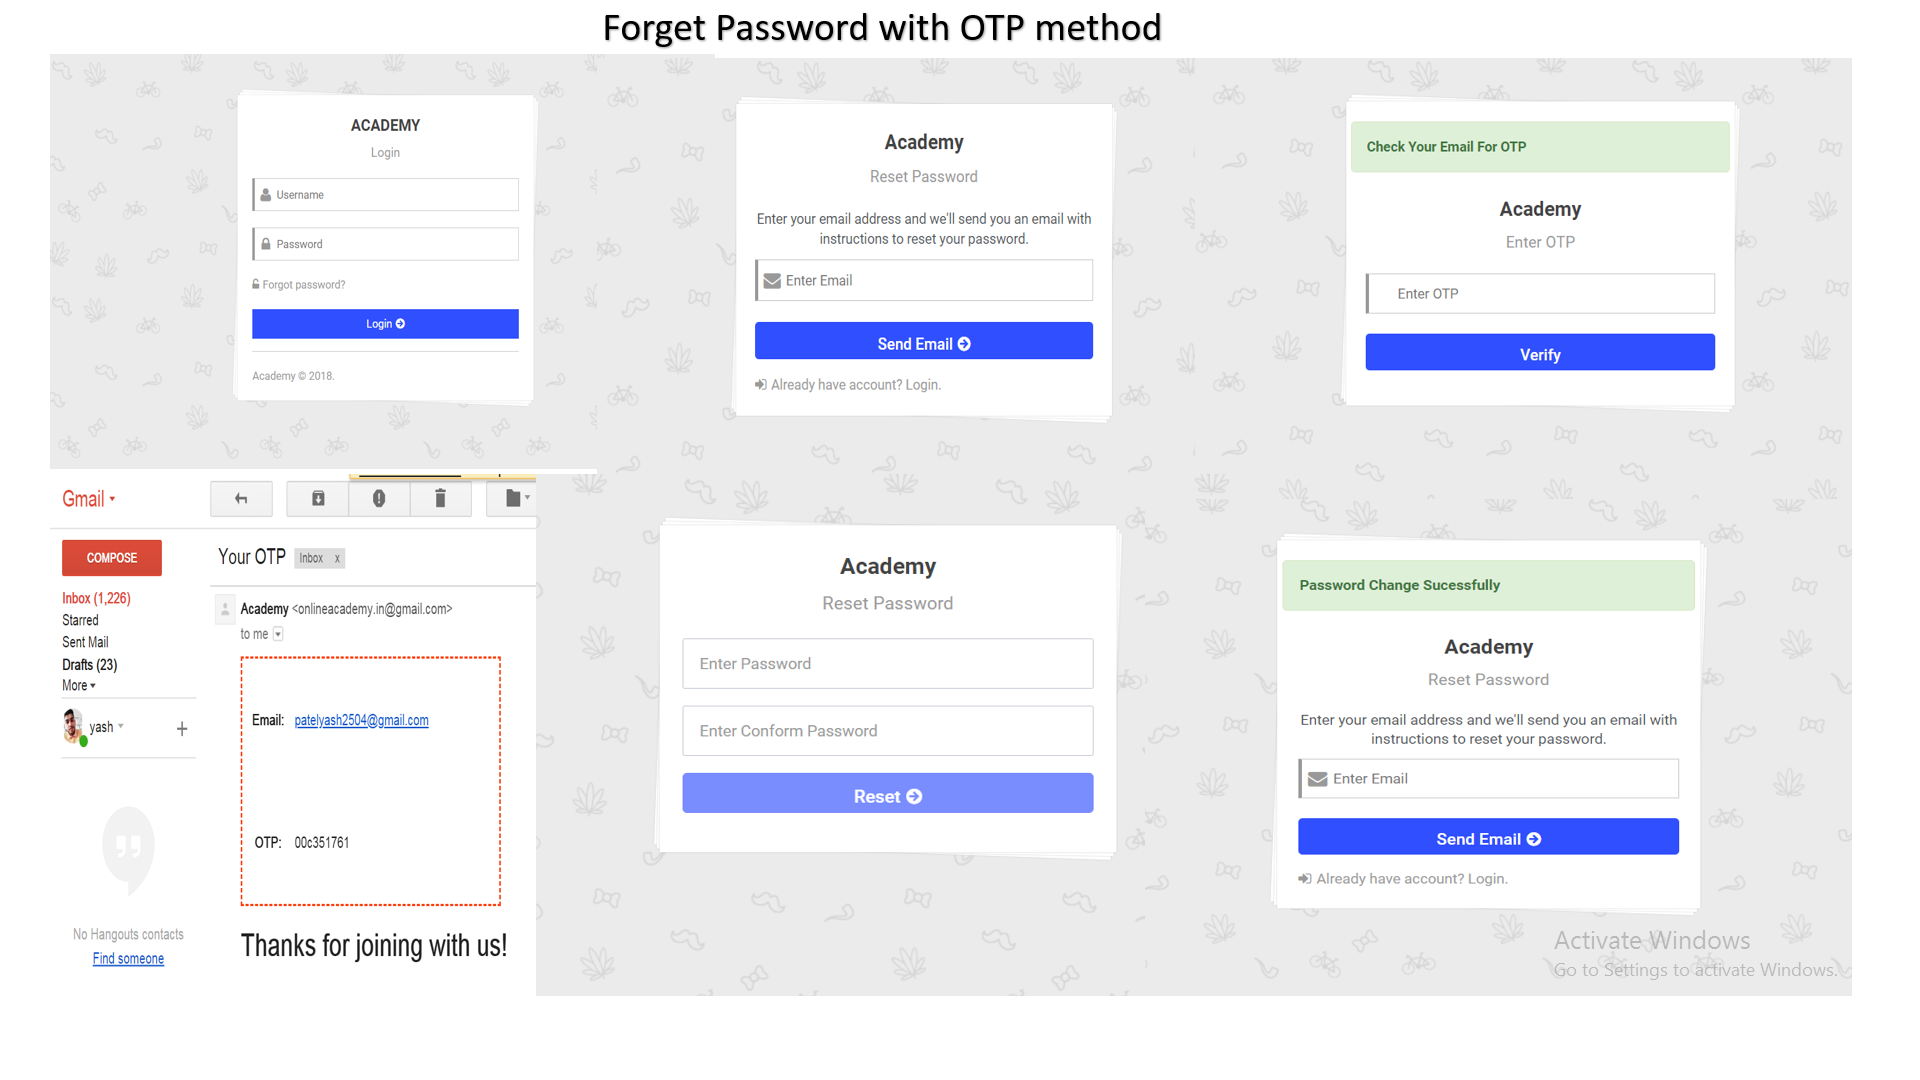 Forget Password with OTP method
ACADEMY
Login
Username
Password
Forgot password?
Login
Academy © 2018.
Academy
Reset Password
Enter your email address and we'll send you an email with
instructions to reset your password.
Enter Email
Send Email
Already have account? Login.
Check Your Email For OTP
Academy
Enter OTP
Enter OTP
Verify
Gmail
COMPOSE
Inbox (1,226)
Starred
Sent Mail
Drafts (23)
More
yash
+
No Hangouts contacts
Find someone
Your OTP Inbox x
Academy <onlineacademy.in@gmail.com>
to me
Email: patelyash2504@gmail.com
OTP: 00c351761
Thanks for joining with us!
Academy
Reset Password
Enter Password
Enter Conform Password
Reset
Password Change Sucessfully
Academy
Reset Password
Enter your email address and we'll send you an email with
instructions to reset your password.
Enter Email
Send Email
Already have account? Login.
Activate Windows
Go to Settings to activate Windows.